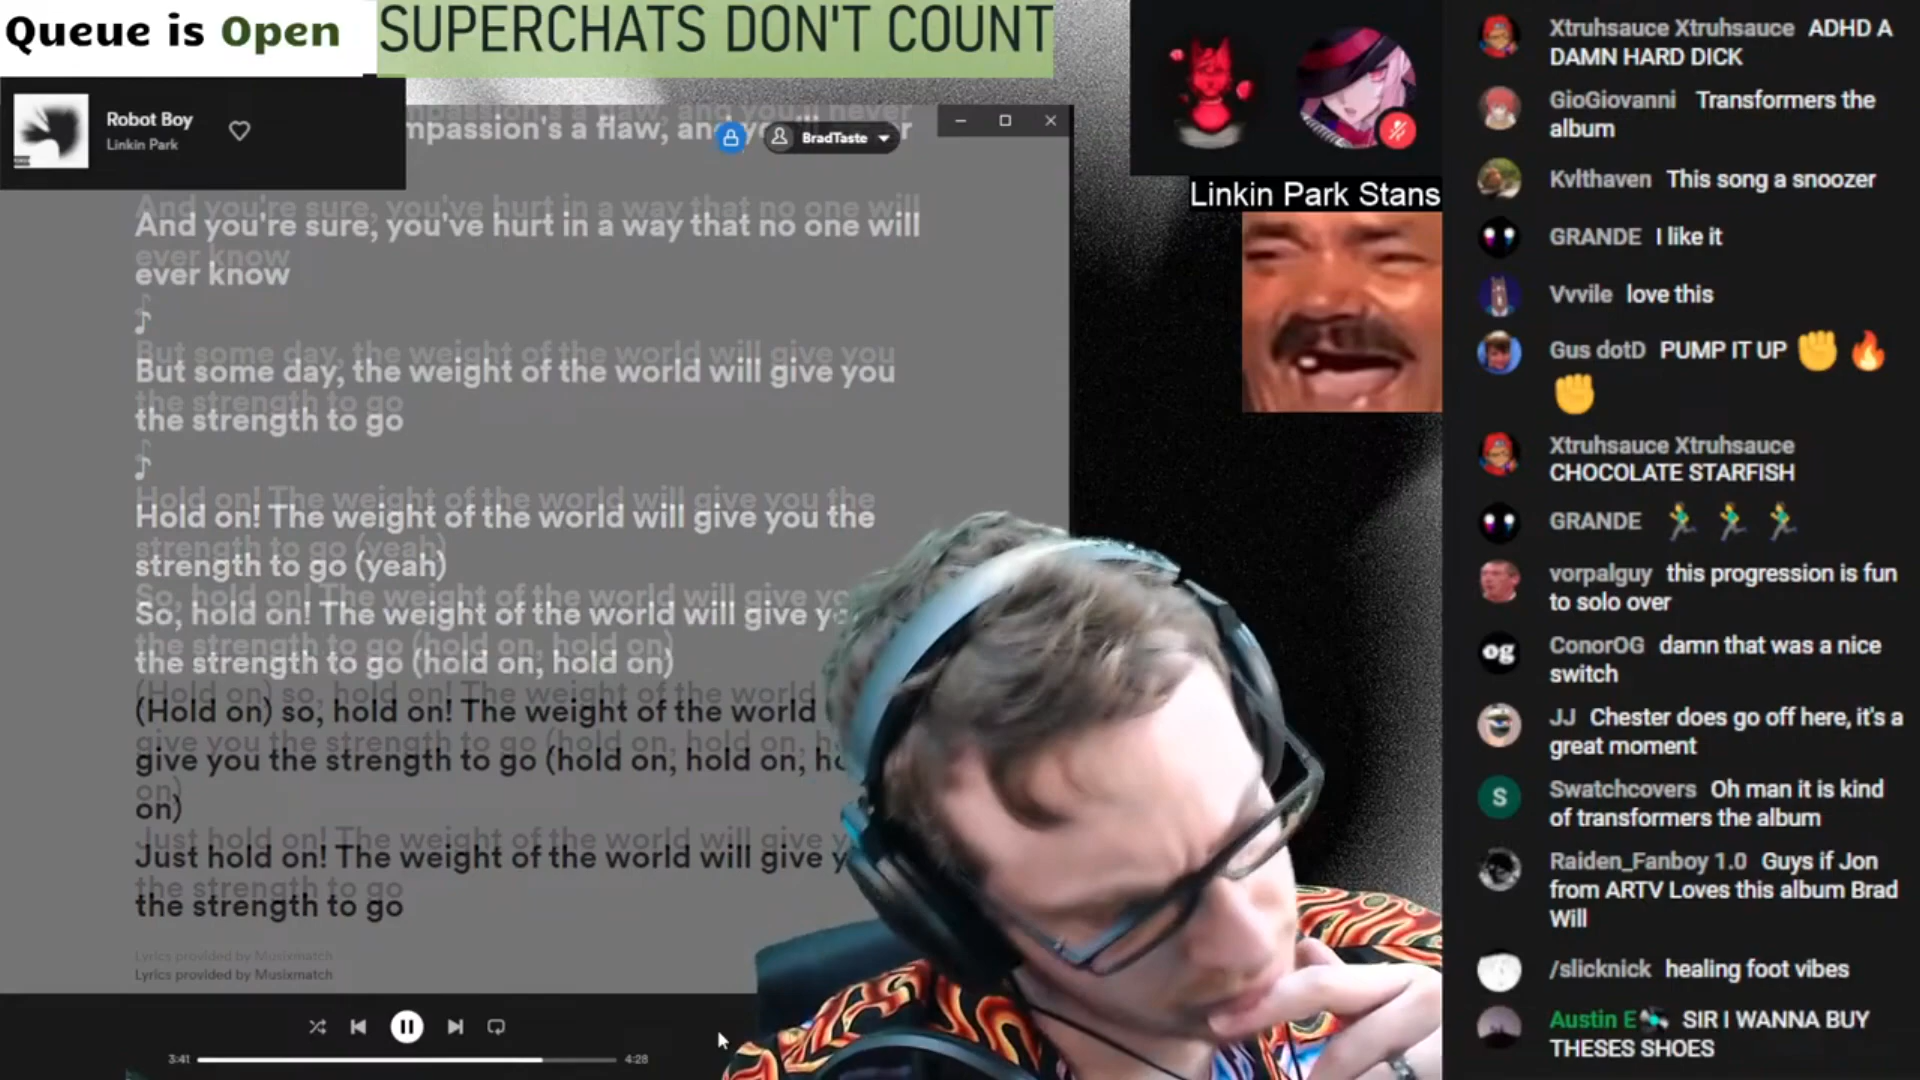 Queue is Open
SUPERCHATS DON'T COUNT
Robot Boy
Linkin Park
mpassion's a flaw, and
BradTaste
And you're sure, you've hurt in a way that no one will
ever know
But some day, the weight of the world will give you
the strength to go
Hold on! The weight of the world will give you the
strength to go (yeah)
So, hold on! The weight of the world will give
the strength to go (hold on, hold on)
(Hold on) so, hold on! The weight of the world
give you the strength to go (hold on, hold on,
on)
Just hold on! The weight of the world will give
the strength to go
Lyrics provided by Musixmatch
3:41
4:28
Linkin Park Stans
Xtruhsauce Xtruhsauce ADHD A
DAMN HARD DICK
GioGiovanni Transformers the
album
Kvlthaven This song a snoozer
GRANDE I like it
Vvvile love this
Gus dotD PUMP IT UP ✊ 🔥
✊
Xtruhsauce Xtruhsauce
CHOCOLATE STARFISH
GRANDE 🏃‍♂️ 🏃‍♂️ 🏃‍♂️
vorpalguy this progression is fun
to solo over
og
ConorOG damn that was a nice
switch
JJ Chester does go off here, it's a
great moment
S
Swatchcovers Oh man it is kind
of transformers the album
Raiden_Fanboy 1.0 Guys if Jon
from ARTV Loves this album Brad
Will
/slicknick healing foot vibes
Austin E SIR I WANNA BUY
THESES SHOES